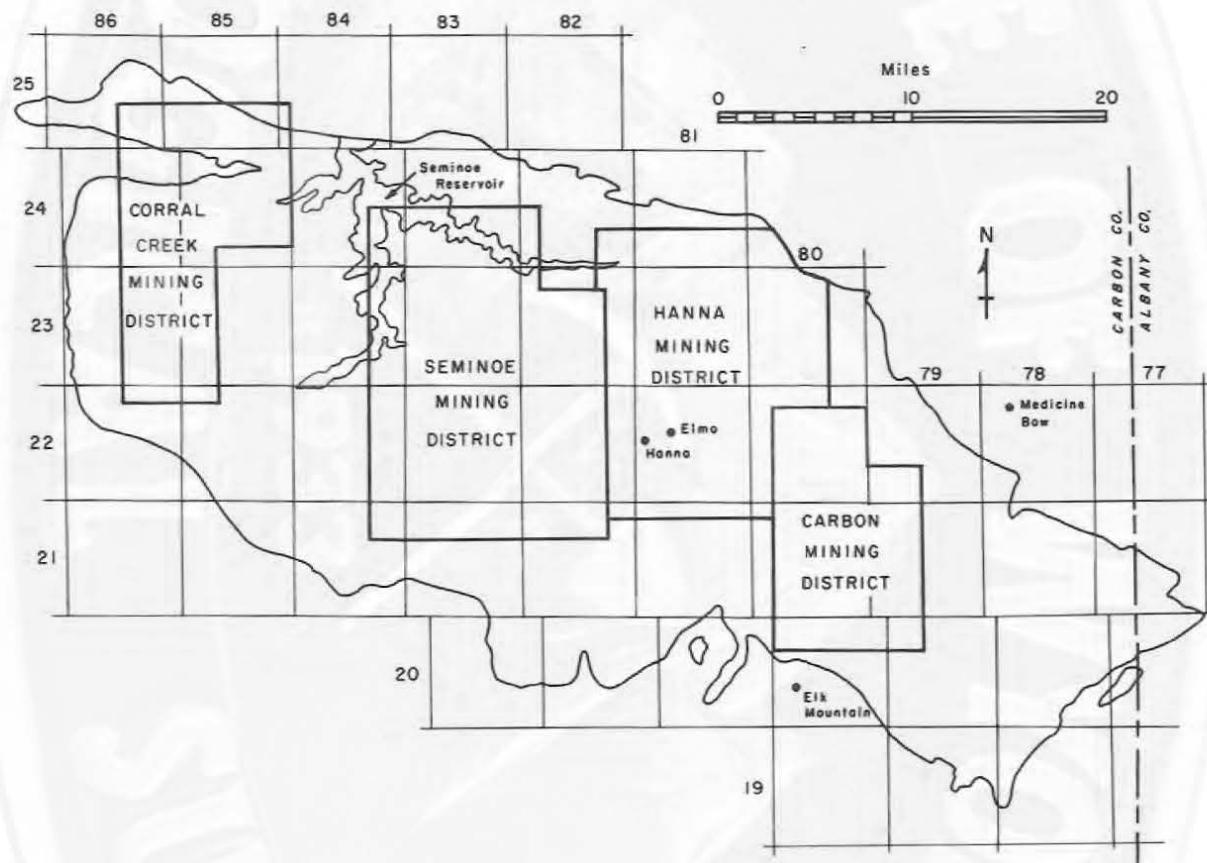 86 85 84 83 82
25
Miles
0 10 20
81
Seminoe
Reservoir
24
CORRAL
CREEK
MINING
DISTRICT
N
CARBON CO.
ALBANY CO.
80
23
HANNA
MINING
DISTRICT
SEMINOE
MINING
DISTRICT
79 78 77
Medicine
Bow
22
Elmo
Hanna
21
CARBON
MINING
DISTRICT
20
Elk
Mountain
19